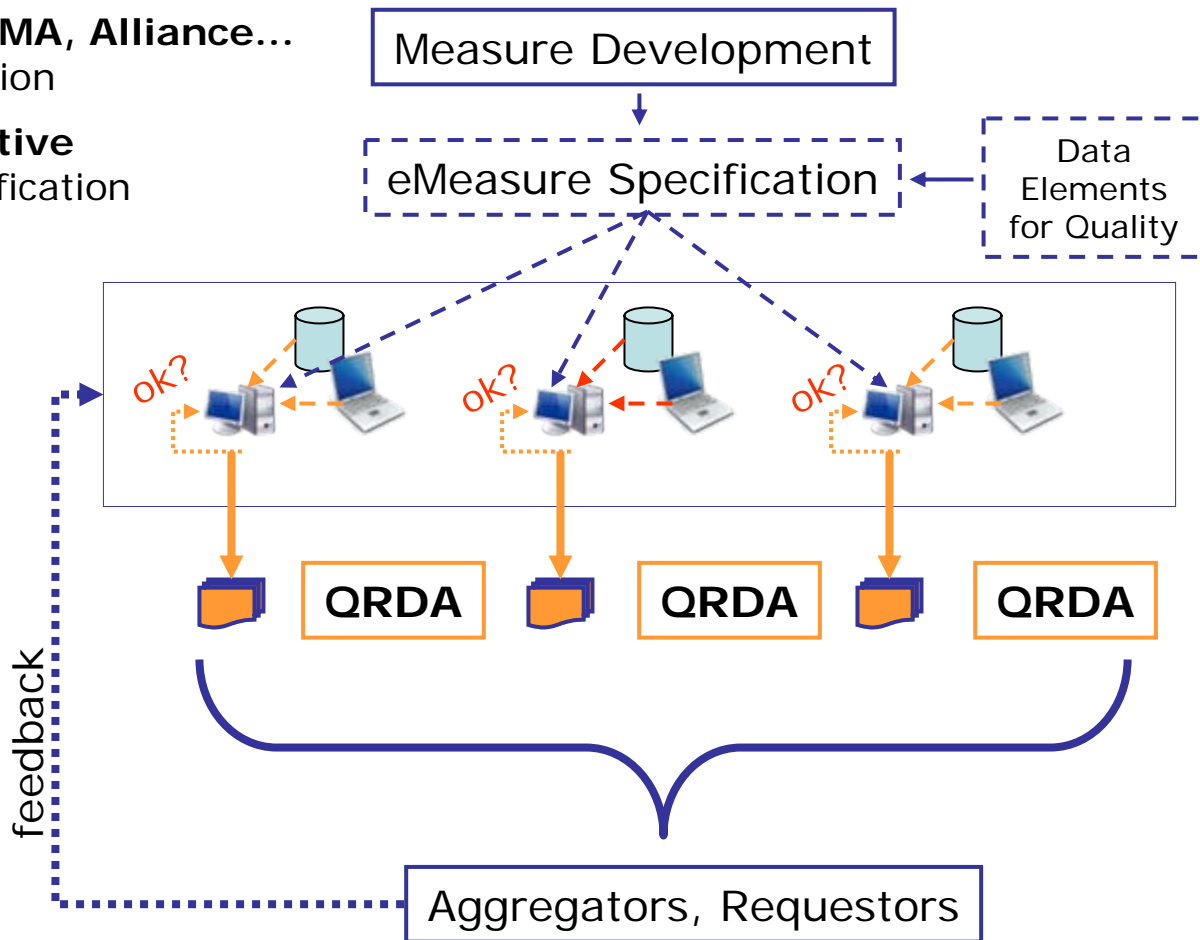 MA, Alliance...
ion
tive
fication
Measure Development
eMeasure Specification
Data
Elements
for Quality
ok?
ok?
ok?
QRDA
QRDA
QRDA
feedback
Aggregators, Requestors